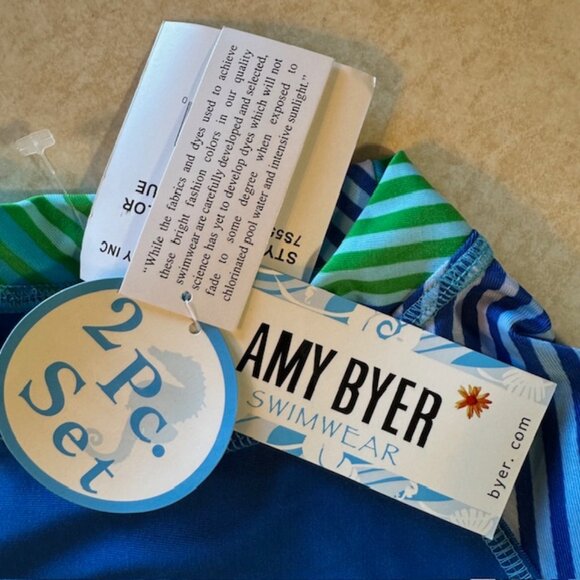 "While the fabrics and dyes used to achieve
these bright fashion colors in our quality
swimwear are carefully developed and selected,
science has yet to develop dyes which will not
fade to some degree when exposed to
chlorinated pool water and intensive sunlight."
INC
2 Pc.
Set
AMY BYER
SWIMWEAR
byer.com